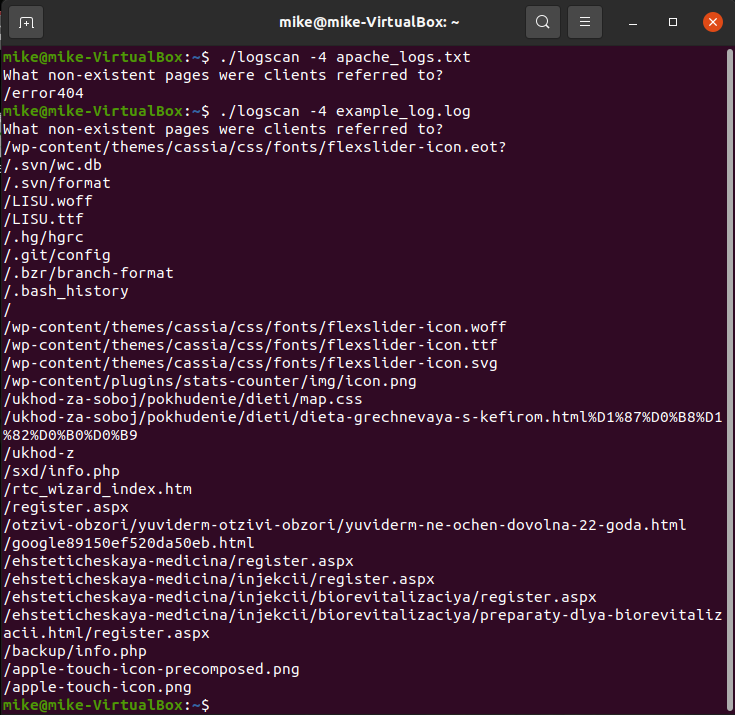 mike@mike-VirtualBox: ~
mike@mike-VirtualBox:~$ ./logscan -4 apache_logs.txt
What non-existent pages were clients referred to?
/error404
mike@mike-VirtualBox:~$ ./logscan -4 example_log.log
What non-existent pages were clients referred to?
/wp-content/themes/cassia/css/fonts/flexslider-icon.eot?
/.svn/wc.db
/.svn/format
/LISU.woff
/LISU.ttf
/.hg/hgrc
/.git/config
/.bzr/branch-format
/.bash_history
/
/wp-content/themes/cassia/css/fonts/flexslider-icon.woff
/wp-content/themes/cassia/css/fonts/flexslider-icon.ttf
/wp-content/themes/cassia/css/fonts/flexslider-icon.svg
/wp-content/plugins/stats-counter/img/icon.png
/ukhod-za-soboj/pokhudenie/dieti/map.css
/ukhod-za-soboj/pokhudenie/dieti/dieta-grechnevaya-s-kefirom.html%D1%87%D0%B8%D1
%82%D0%B0%D0%B9
/ukhod-z
/sxd/info.php
/rtc_wizard_index.htm
/register.aspx
/otzivi-obzori/yuviderm-otzivi-obzori/yuviderm-ne-ochen-dovolna-22-goda.html
/google89150ef520da50eb.html
/ehsteticheskaya-medicina/register.aspx
/ehsteticheskaya-medicina/injekcii/register.aspx
/ehsteticheskaya-medicina/injekcii/biorevitalizaciya/register.aspx
/ehsteticheskaya-medicina/injekcii/biorevitalizaciya/preparaty-dlya-biorevitaliz
acii.html/register.aspx
/backup/info.php
/apple-touch-icon-precomposed.png
/apple-touch-icon.png
mike@mike-VirtualBox:~$